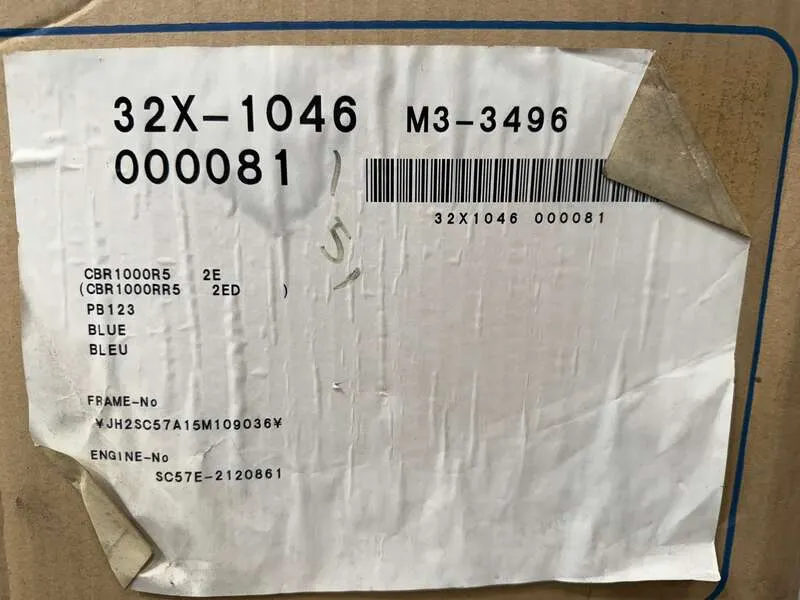 32X-1046 M3-3496
000081
32X1046 000081
CBR1000R5 2E
(CBR1000RR5 2ED )
PB123
BLUE
BLEU
FRAME-No
¥JH2SC57A15M109036¥
ENGINE-No
SC57E-2120861